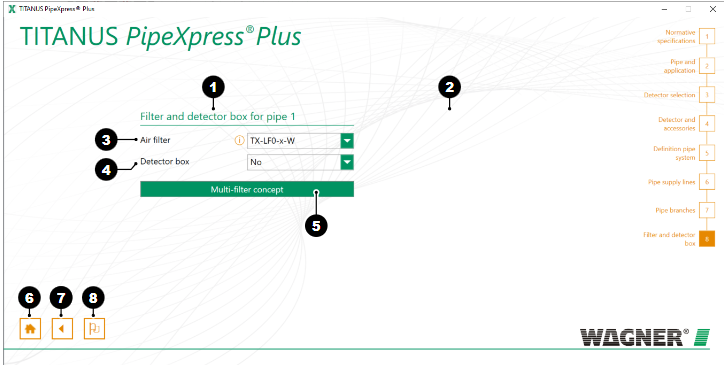 TITANUS PipeXpress® Plus
TITANUS PipeXpress® Plus
Normative
specifications
1
Pipe and
application
2
Detector selection
3
Detector and
accessories
4
Definition pipe
system
5
Pipe supply lines
6
Pipe branches
7
Filter and detector
box
8
1
2
Filter and detector box for pipe 1
3
Air filter
TX-LF0-x-W
4
Detector box
No
Multi-filter concept
5
6
7
8
WAGNER®